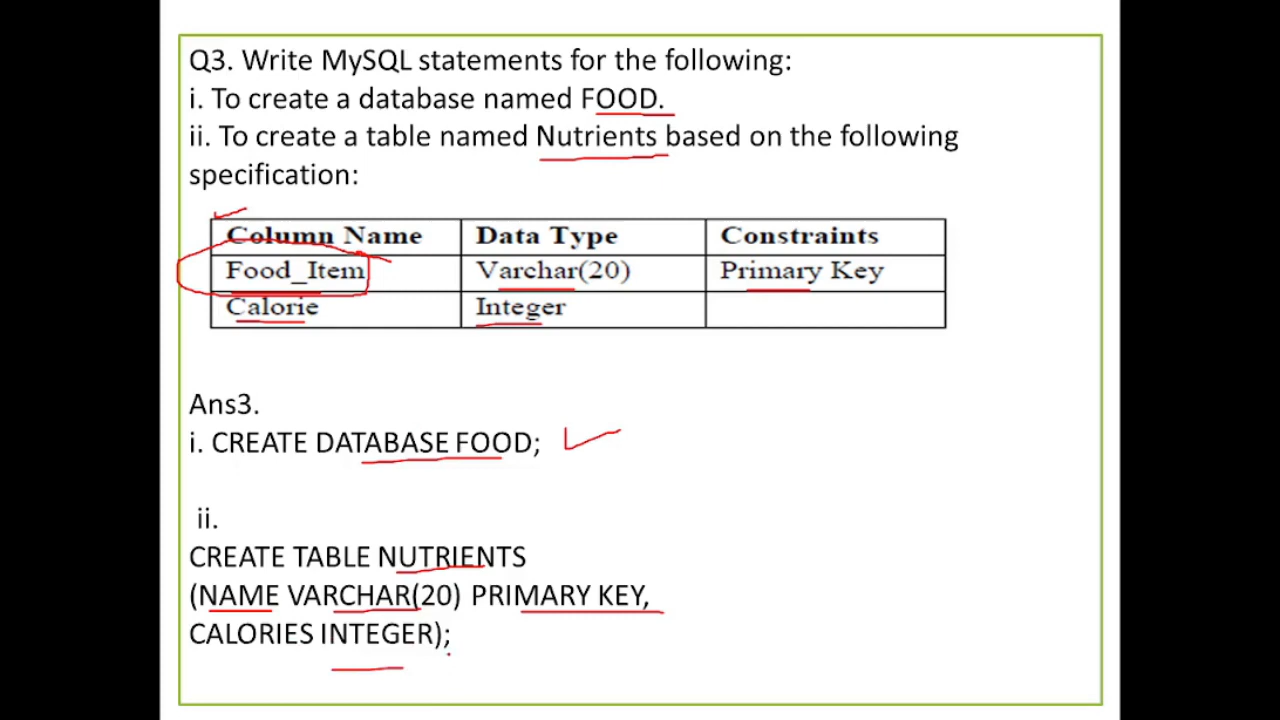 Q3. Write MySQL statements for the following:
i. To create a database named FOOD.
ii. To create a table named Nutrients based on the following
specification:
Column Name Data Type Constraints
Food_Item Varchar(20) Primary Key
Calorie Integer
Ans3.
i. CREATE DATABASE FOOD;
ii.
CREATE TABLE NUTRIENTS
(NAME VARCHAR(20) PRIMARY KEY,
CALORIES INTEGER);